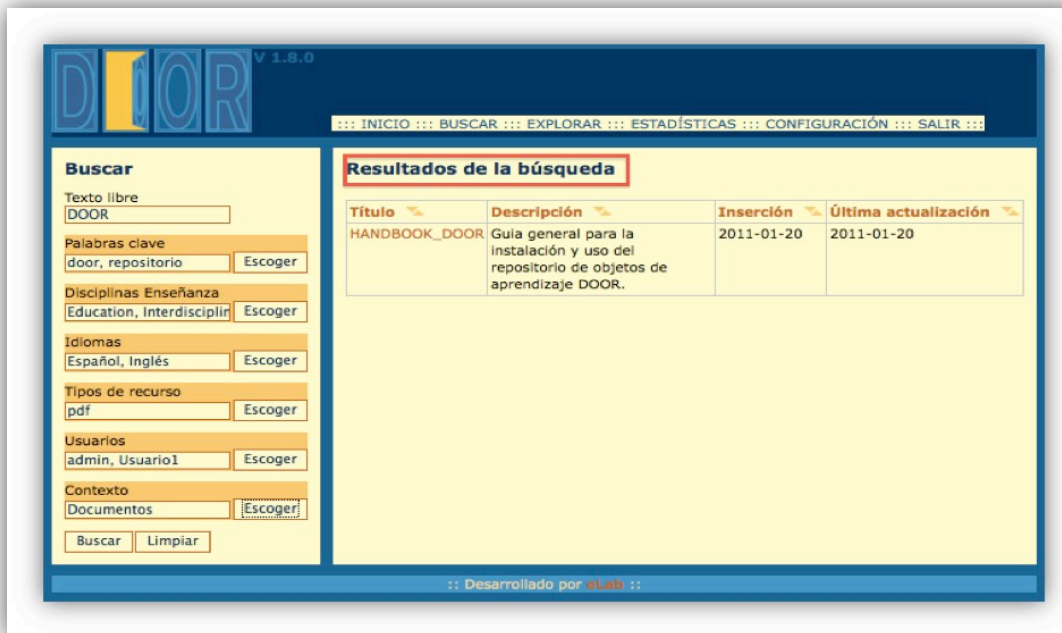 DOOR V 1.8.0
::: INICIO ::: BUSCAR ::: EXPLORAR ::: ESTADÍSTICAS ::: CONFIGURACIÓN ::: SALIR :::
Buscar
Texto libre
DOOR
Palabras clave
door, repositorio Escoger
Disciplinas Enseñanza
Education, Interdisciplin Escoger
Idiomas
Español, Inglés Escoger
Tipos de recurso
pdf Escoger
Usuarios
admin, Usuario1 Escoger
Contexto
Documentos Escoger
Buscar Limpiar
Resultados de la búsqueda
Título Descripción Inserción Última actualización
HANDBOOK_DOOR Guia general para la 2011-01-20 2011-01-20
instalación y uso del
repositorio de objetos de
aprendizaje DOOR.
:: Desarrollado por eLab ::